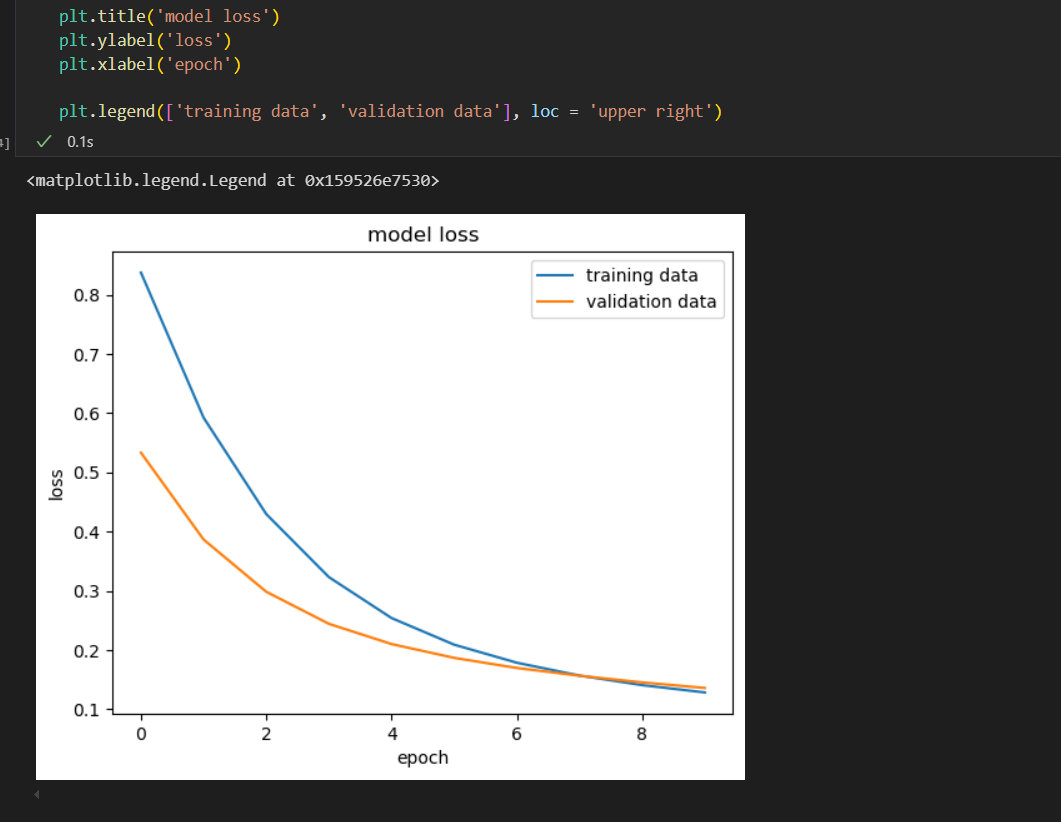 plt.title('model loss')
plt.ylabel('loss')
plt.xlabel('epoch')
plt.legend(['training data', 'validation data'], loc = 'upper right')
0.1s
<matplotlib.legend.Legend at 0x159526e7530>
model loss
training data
validation data
0.8
0.7
0.6
0.5
0.4
0.3
0.2
0.1
loss
0 2 4 6 8
epoch